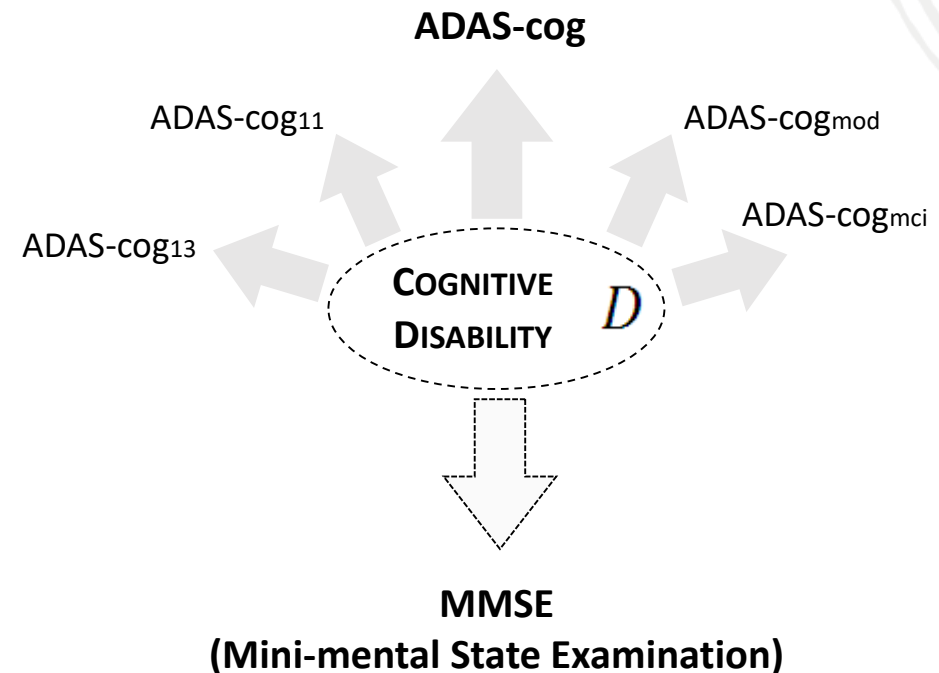 ADAS-cog
ADAS-cog11
ADAS-cogmod
ADAS-cogmci
ADAS-cog13
COGNITIVE
DISABILITY
D
MMSE
(Mini-mental State Examination)